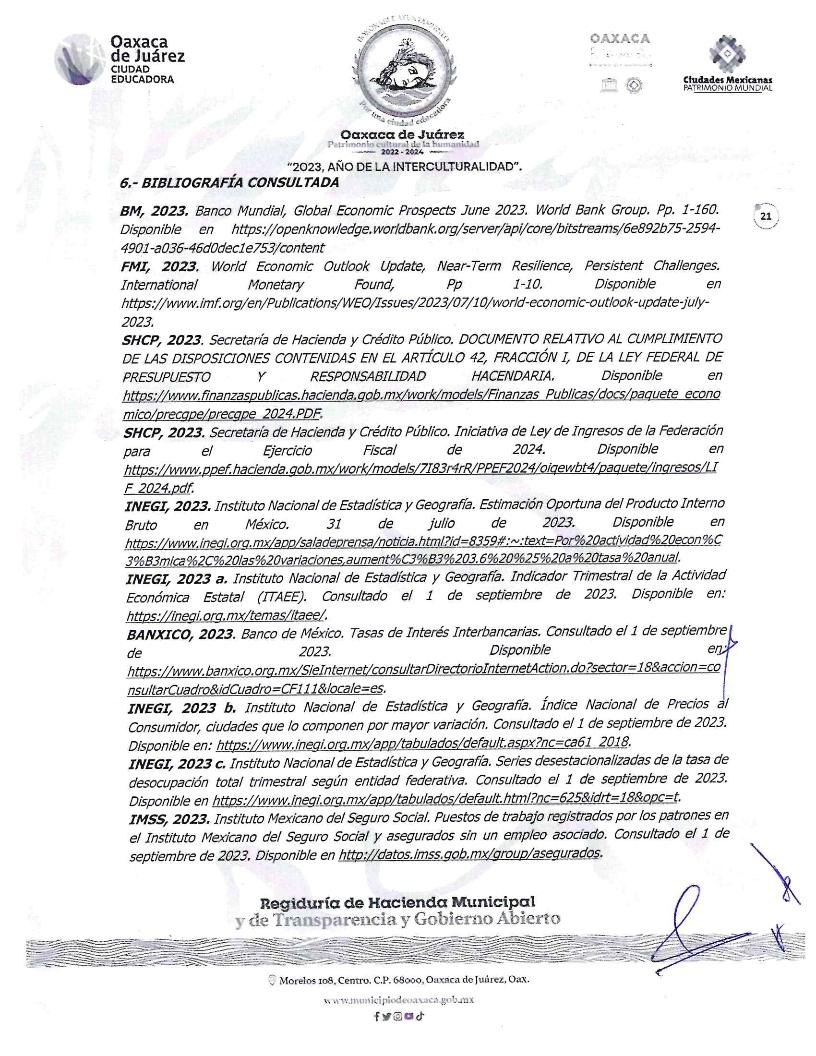 Oaxaca
de Juárez
CIUDAD
EDUCADORA
Por una ciudad educadora
Oaxaca de Juárez
Patrimonio cultural de la humanidad
2022 - 2024
OAXACA
Ciudades Mexicanas
PATRIMONIO MUNDIAL
"2023, AÑO DE LA INTERCULTURALIDAD".
6.- BIBLIOGRAFÍA CONSULTADA
21
BM, 2023. Banco Mundial, Global Economic Prospects June 2023. World Bank Group. Pp. 1-160.
Disponible en https://openknowledge.worldbank.org/server/api/core/bitstreams/6e892b75-2594-
4901-a036-46d0dec1e753/content
FMI, 2023. World Economic Outlook Update, Near-Term Resilience, Persistent Challenges.
International Monetary Found, Pp 1-10. Disponible en
https://www.imf.org/en/Publications/WEO/Issues/2023/07/10/world-economic-outlook-update-july-
2023.
SHCP, 2023. Secretaría de Hacienda y Crédito Público. DOCUMENTO RELATIVO AL CUMPLIMIENTO
DE LAS DISPOSICIONES CONTENIDAS EN EL ARTÍCULO 42, FRACCIÓN I, DE LA LEY FEDERAL DE
PRESUPUESTO Y RESPONSABILIDAD HACENDARIA. Disponible en
https://www.finanzaspublicas.hacienda.gob.mx/work/models/Finanzas_Publicas/docs/paquete_econo
mico/precgpe/precgpe_2024.PDF.
SHCP, 2023. Secretaría de Hacienda y Crédito Público. Iniciativa de Ley de Ingresos de la Federación
para el Ejercicio Fiscal de 2024. Disponible en
https://www.ppef.hacienda.gob.mx/work/models/7I83r4rR/PPEF2024/oiqewbt4/paquete/ingresos/LI
F_2024.pdf.
INEGI, 2023. Instituto Nacional de Estadística y Geografía. Estimación Oportuna del Producto Interno
Bruto en México. 31 de julio de 2023. Disponible en
https://www.inegi.org.mx/app/saladeprensa/noticia.html?id=8359#:~:text=Por%20actividad%20econ%C
3%B3mica%2C%20las%20variaciones,aument%C3%B3%203.6%20%25%20a%20tasa%20anual.
INEGI, 2023 a. Instituto Nacional de Estadística y Geografía. Indicador Trimestral de la Actividad
Económica Estatal (ITAEE). Consultado el 1 de septiembre de 2023. Disponible en:
https://inegi.org.mx/temas/itaee/.
BANXICO, 2023. Banco de México. Tasas de Interés Interbancarias. Consultado el 1 de septiembre
de 2023. Disponible en:
https://www.banxico.org.mx/SieInternet/consultarDirectorioInternetAction.do?sector=18&accion=co
nsultarCuadro&idCuadro=CF111&locale=es.
INEGI, 2023 b. Instituto Nacional de Estadística y Geografía. Índice Nacional de Precios al
Consumidor, ciudades que lo componen por mayor variación. Consultado el 1 de septiembre de 2023.
Disponible en: https://www.inegi.org.mx/app/tabulados/default.aspx?nc=ca61_2018.
INEGI, 2023 c. Instituto Nacional de Estadística y Geografía. Series desestacionalizadas de la tasa de
desocupación total trimestral según entidad federativa. Consultado el 1 de septiembre de 2023.
Disponible en https://www.inegi.org.mx/app/tabulados/default.html?nc=625&idrt=18&opc=t.
IMSS, 2023. Instituto Mexicano del Seguro Social. Puestos de trabajo registrados por los patrones en
el Instituto Mexicano del Seguro Social y asegurados sin un empleo asociado. Consultado el 1 de
septiembre de 2023. Disponible en http://datos.imss.gob.mx/group/asegurados.
Regiduría de Hacienda Municipal
y de Transparencia y Gobierno Abierto
Morelos 108, Centro. C.P. 68000, Oaxaca de Juárez, Oax.
www.municipiodeoaxaca.gob.mx